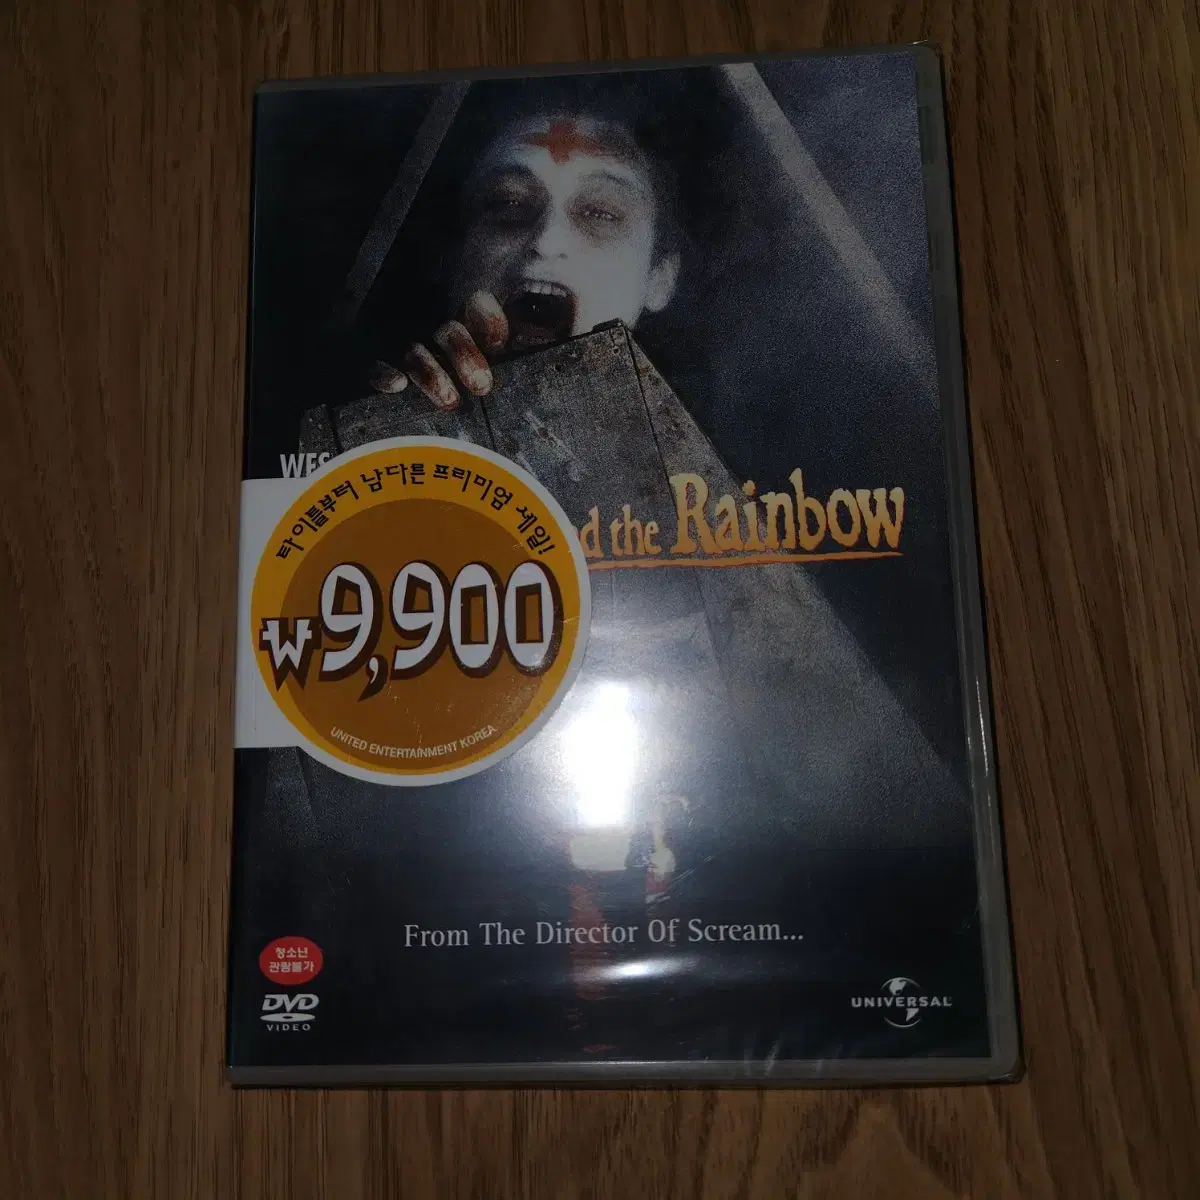 WES
타이틀부터 남다른 프리미엄 세일!
d the Rainbow
₩9,900
UNITED ENTERTAINMENT KOREA
From The Director Of Scream...
청소년
관람불가
DVD
VIDEO
UNIVERSAL